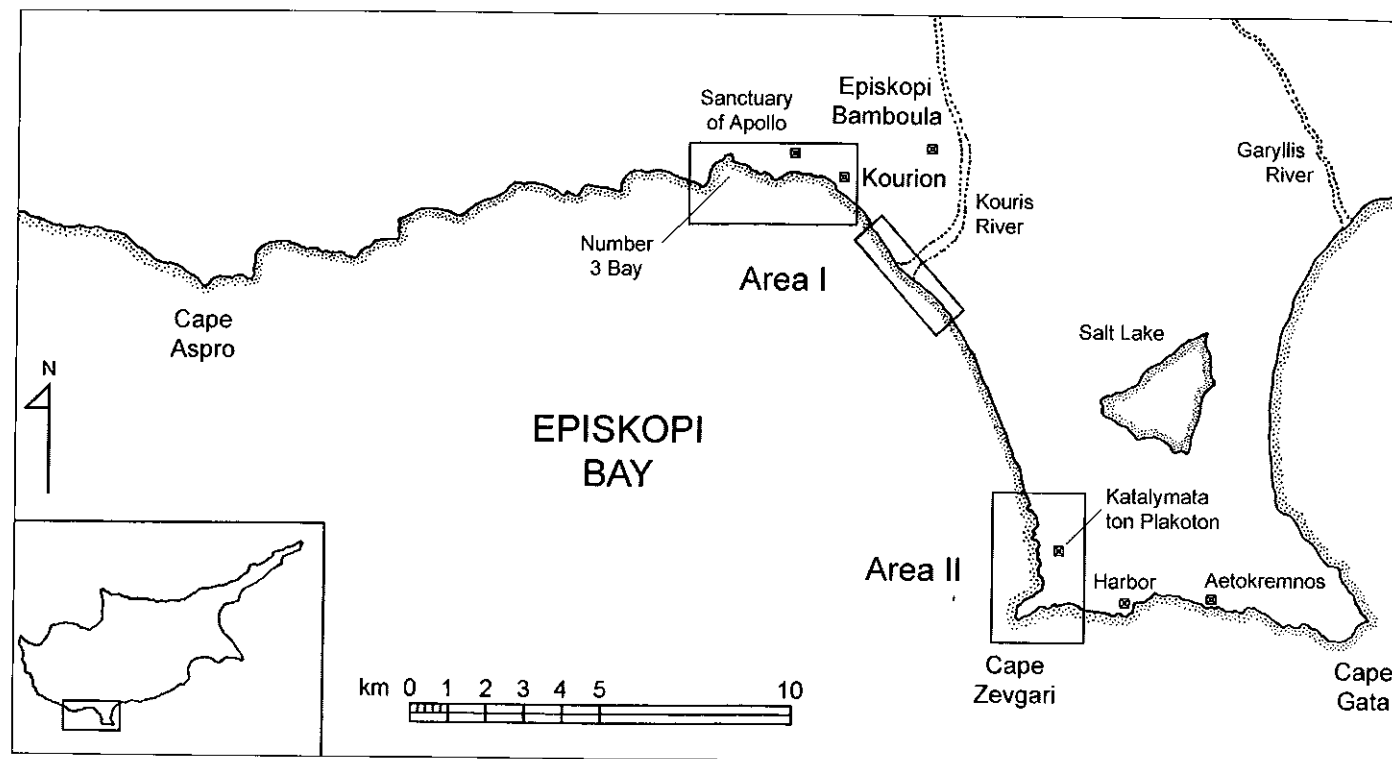 Sanctuary
of Apollo
Episkopi
Bamboula
Garyllis
River
Kourion
Kouris
River
Number
3 Bay
Area I
Cape
Aspro
Salt Lake
N
EPISKOPI
BAY
Katalymata
ton Plakoton
Area II
Harbor
Aetokremnos
Cape
Zevgari
Cape
Gata
km 0 1 2 3 4 5 10